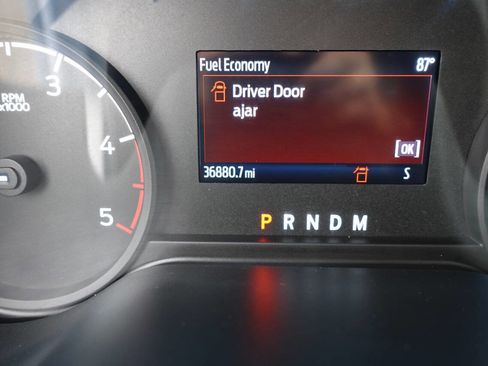 RPM
x1000
3
4
5
Fuel Economy 87°
Driver Door
ajar
[OK]
36880.7 mi S
P R N D M